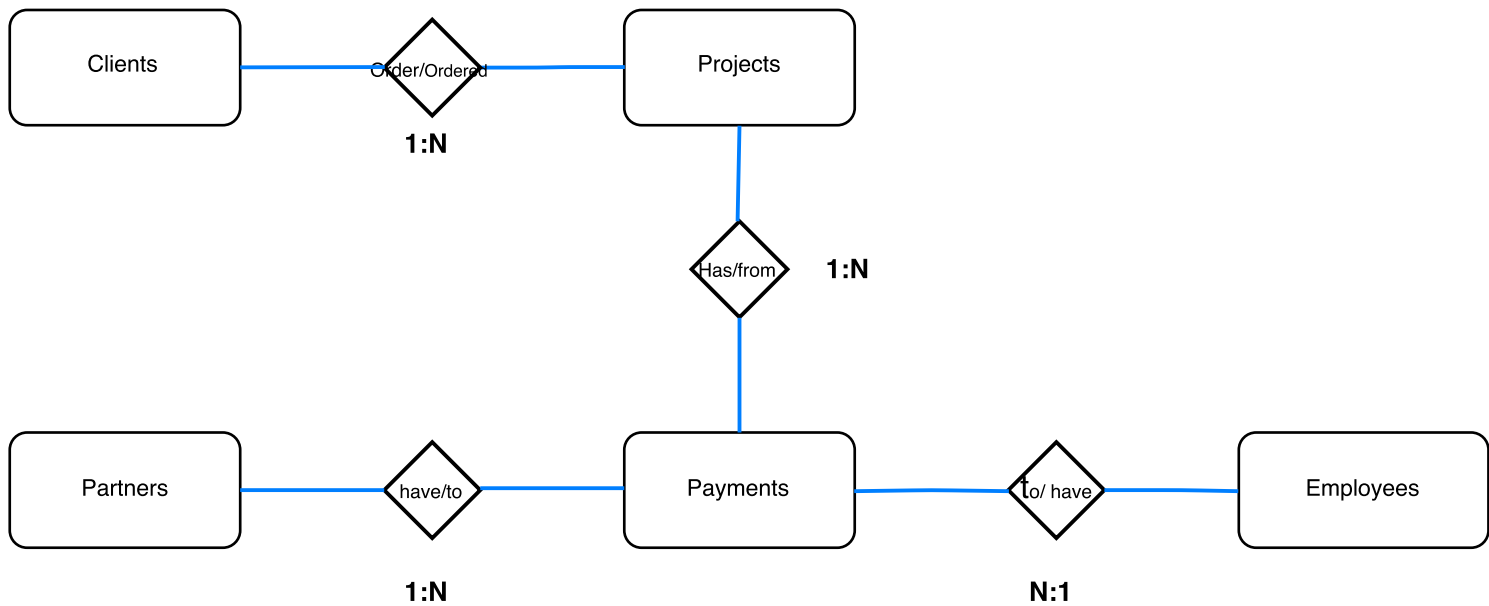 Clients
Order/Ordered
Projects
1:N
Has/from
1:N
Partners
have/to
Payments
to/ have
Employees
1:N
N:1